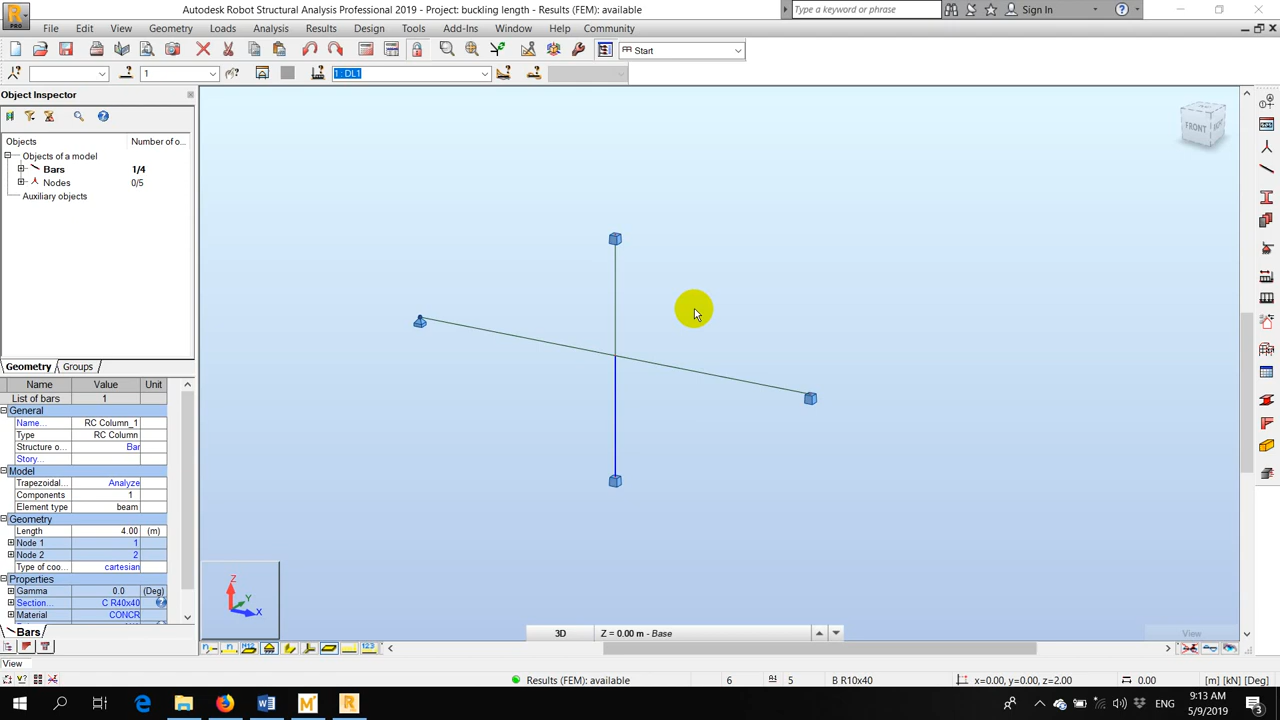 Autodesk Robot Structural Analysis Professional 2019 - Project: buckling length - Results (FEM): available
Type a keyword or phrase
Sign In
PRO
File Edit View Geometry Loads Analysis Results Tools Design Add-Ins Window Help Community
Start
1
1: DL1
Object Inspector
Objects Number of o...
Objects of a model
Bars 1/4
Nodes 0/5
Auxiliary objects
Geometry Groups
Name Value Unit
List of bars 1
General
Name... RC Column_1
Type RC Column
Structure o... Bar
Story...
Model
Trapezoidal... Analyze
Components 1
Element type beam
Geometry
Length 4.00 (m)
Node 1 1
Node 2 2
Type of coo... cartesian
Properties
Gamma 0.0 (Deg)
Section... C R40x40
Material CONCR
Bars
FRONT
RIGHT
Z
Y
X
3D Z = 0.00 m - Base
View
View
Results (FEM): available 6 5 B R10x40 x=0.00, y=0.00, z=2.00 0.00 [m] [kN] [Deg]
ENG
9:13 AM
5/9/2019
3